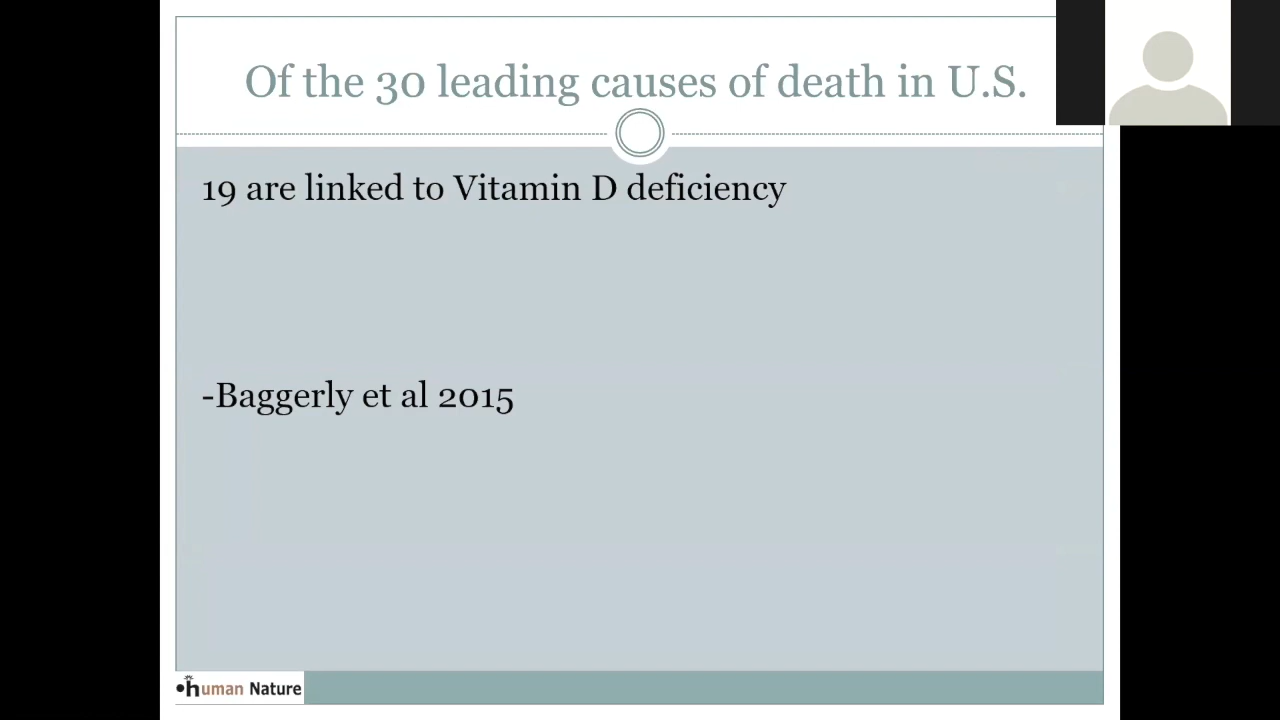 Of the 30 leading causes of death in U.S.
19 are linked to Vitamin D deficiency
-Baggerly et al 2015
human Nature